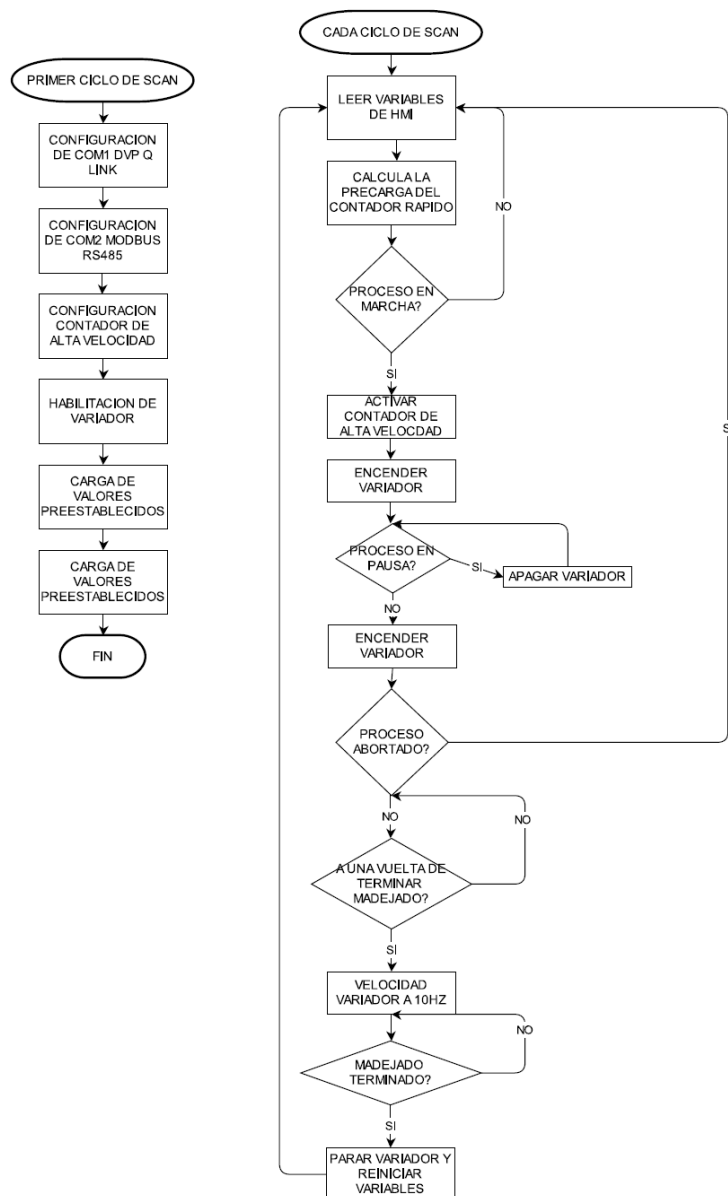 PRIMER CICLO DE SCAN
CONFIGURACION
DE COM1 DVP Q
LINK
CONFIGURACION
DE COM2 MODBUS
RS485
CONFIGURACION
CONTADOR DE
ALTA VELOCIDAD
HABILITACION DE
VARIADOR
CARGA DE
VALORES
PREESTABLECIDOS
CARGA DE
VALORES
PREESTABLECIDOS
FIN
CADA CICLO DE SCAN
LEER VARIABLES
DE HMI
CALCULA LA
PRECARGA DEL
CONTADOR RAPIDO
NO
PROCESO EN
MARCHA?
SI
ACTIVAR
CONTADOR DE
ALTA VELOCDAD
ENCENDER
VARIADOR
PROCESO EN
PAUSA?
SI
APAGAR VARIADOR
NO
ENCENDER
VARIADOR
PROCESO
ABORTADO?
NO
NO
A UNA VUELTA DE
TERMINAR
MADEJADO?
SI
VELOCIDAD
VARIADOR A 10HZ
NO
MADEJADO
TERMINADO?
SI
PARAR VARIADOR Y
REINICIAR
VARIABLES